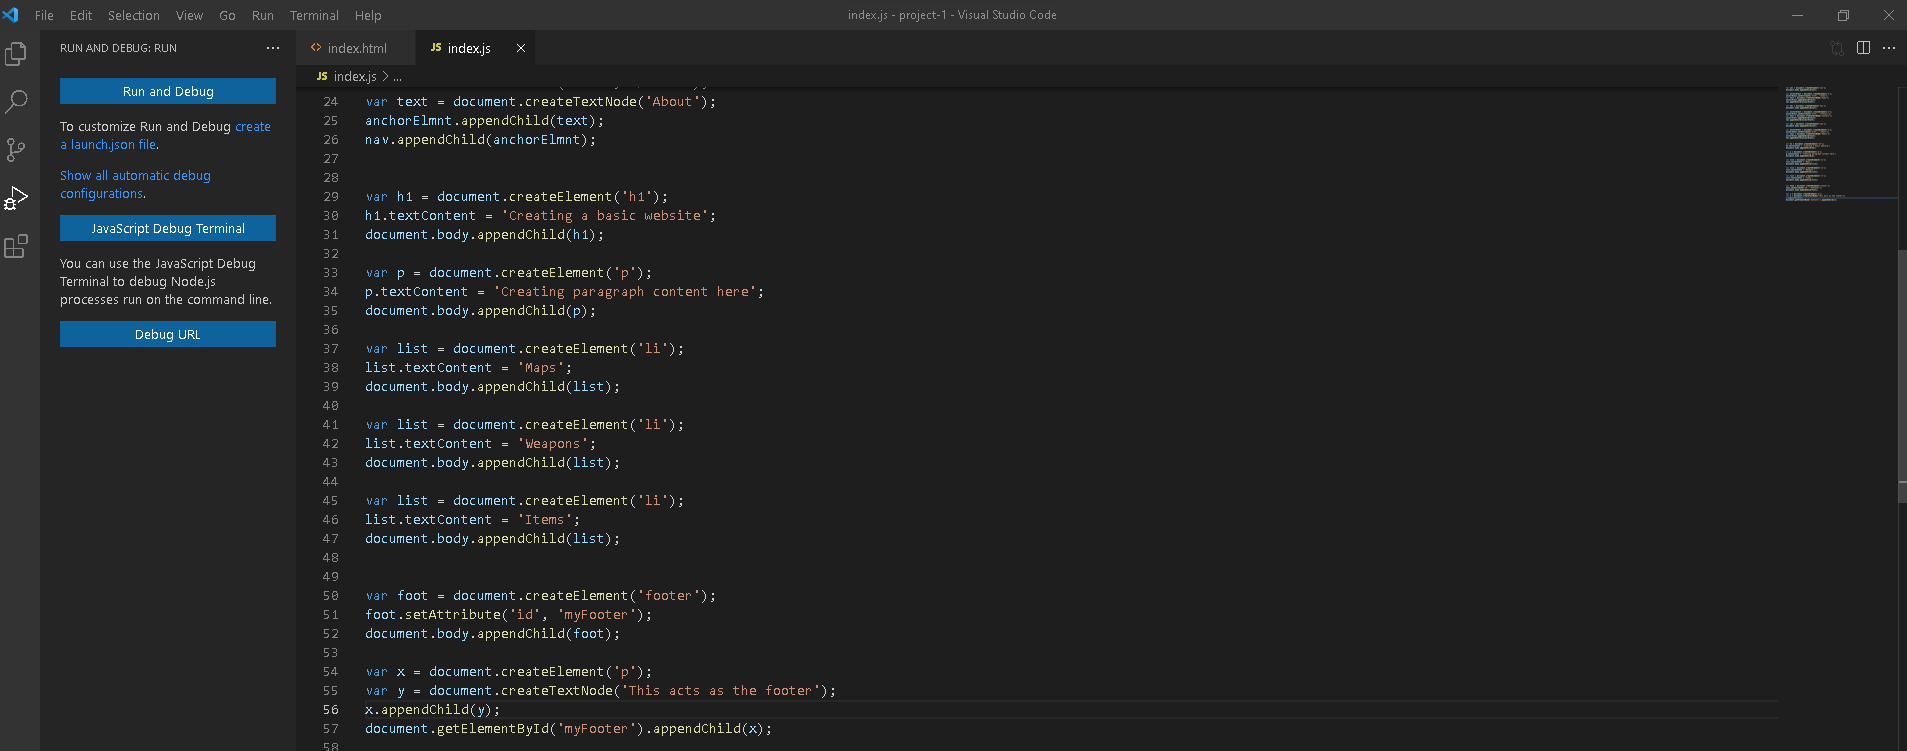 File Edit Selection View Go Run Terminal Help
index.js - project-1 - Visual Studio Code
RUN AND DEBUG: RUN
Run and Debug
To customize Run and Debug create
a launch.json file.
Show all automatic debug
configurations.
JavaScript Debug Terminal
You can use the JavaScript Debug
Terminal to debug Node.js
processes run on the command line.
Debug URL
index.html
JS index.js
JS index.js > ...
24 var text = document.createTextNode('About');
25 anchorElmnt.appendChild(text);
26 nav.appendChild(anchorElmnt);
27
28
29 var h1 = document.createElement('h1');
30 h1.textContent = 'Creating a basic website';
31 document.body.appendChild(h1);
32
33 var p = document.createElement('p');
34 p.textContent = 'Creating paragraph content here';
35 document.body.appendChild(p);
36
37 var list = document.createElement('li');
38 list.textContent = 'Maps';
39 document.body.appendChild(list);
40
41 var list = document.createElement('li');
42 list.textContent = 'Weapons';
43 document.body.appendChild(list);
44
45 var list = document.createElement('li');
46 list.textContent = 'Items';
47 document.body.appendChild(list);
48
49
50 var foot = document.createElement('footer');
51 foot.setAttribute('id', 'myFooter');
52 document.body.appendChild(foot);
53
54 var x = document.createElement('p');
55 var y = document.createTextNode('This acts as the footer');
56 x.appendChild(y);
57 document.getElementById('myFooter').appendChild(x);
58